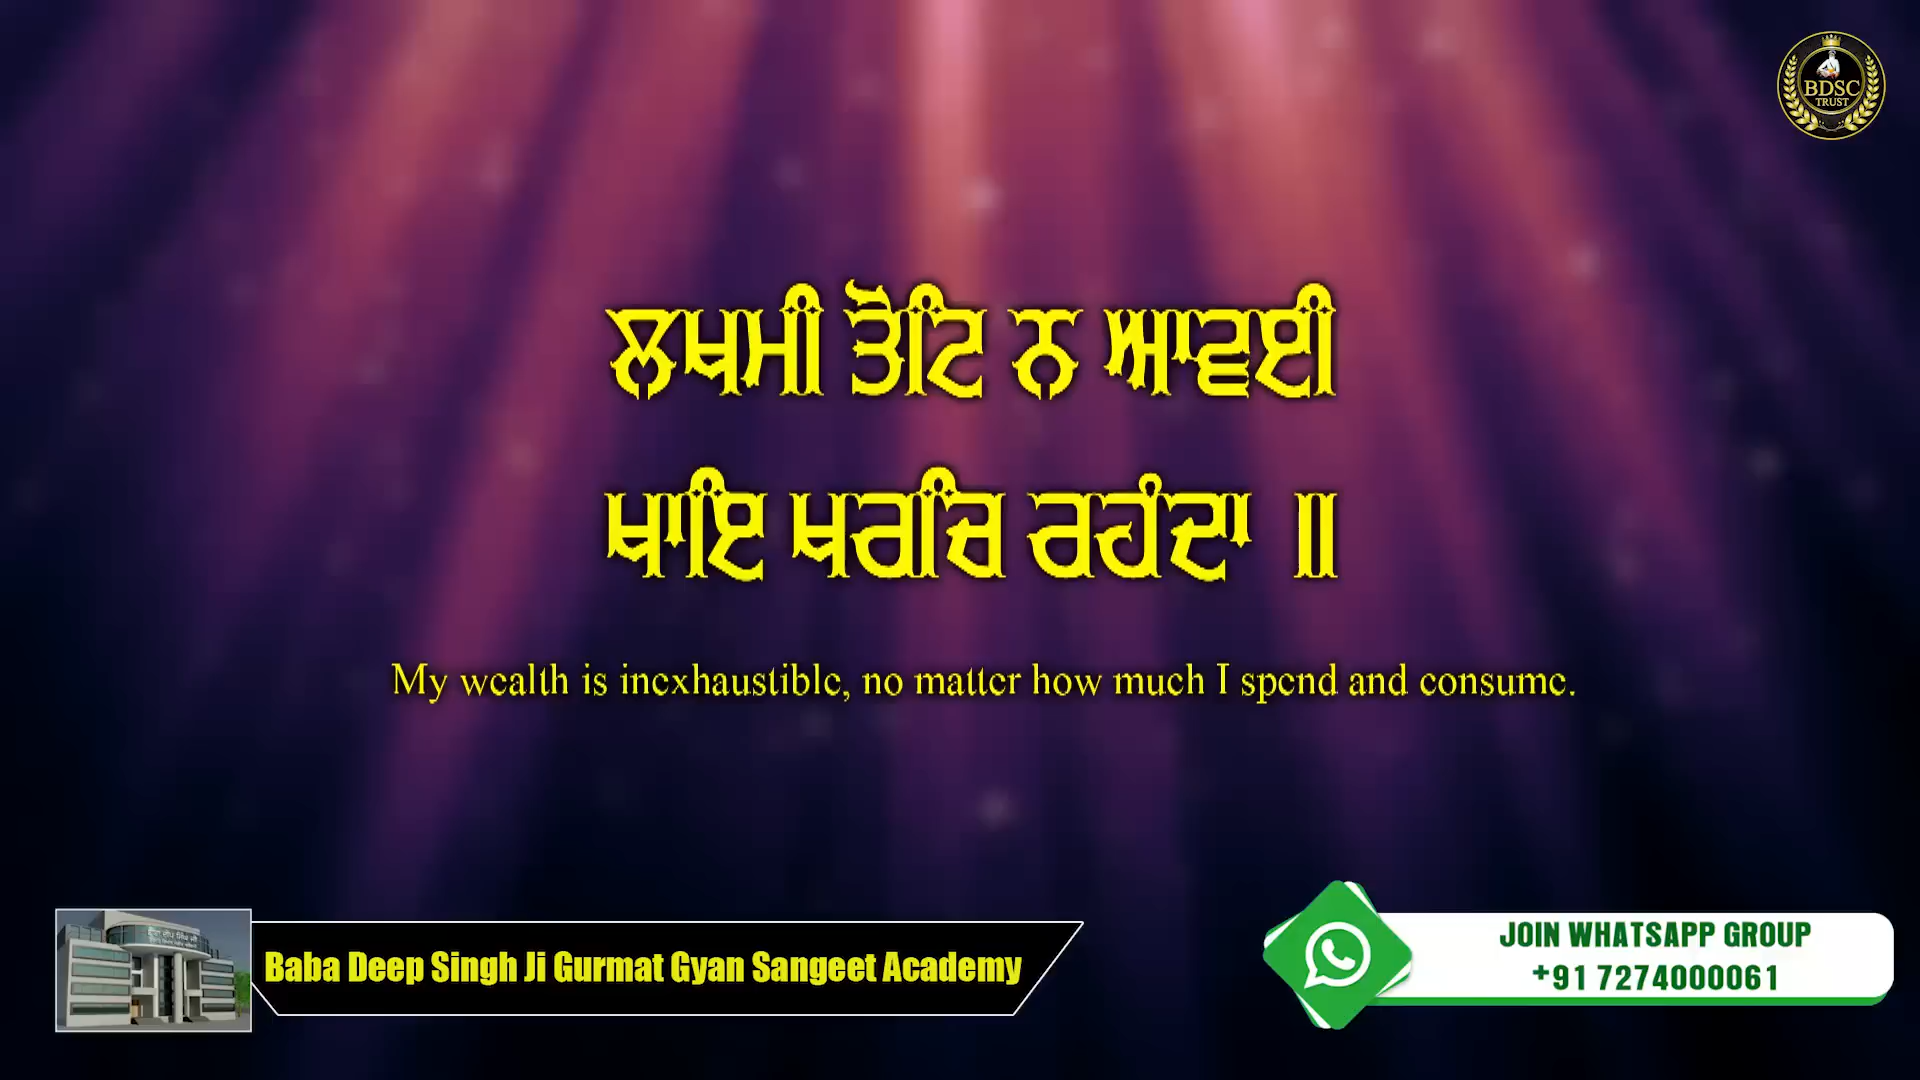 ਲਖਮੀ ਤੋਟਿ ਨ ਆਵਈ
ਖਾਇ ਖਰਚਿ ਰਹੰਦਾ ॥
My wealth is inexhaustible, no matter how much I spend and consume.
BDSC
TRUST
Baba Deep Singh Ji Gurmat Gyan Sangeet Academy
JOIN WHATSAPP GROUP
+91 7274000061